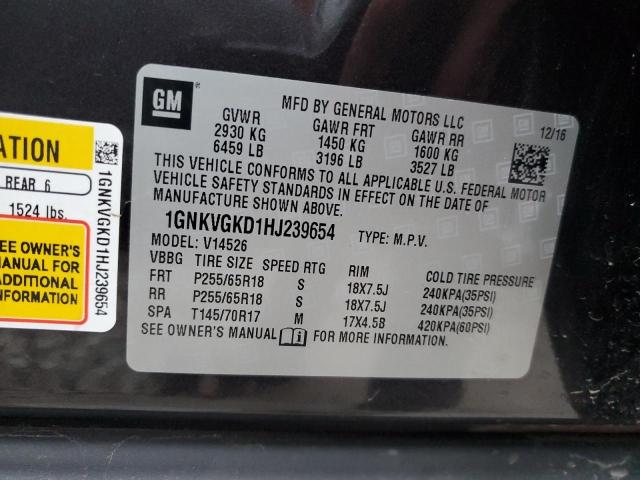 GM
MFD BY GENERAL MOTORS LLC
GVWR GAWR FRT GAWR RR
2930 KG 1450 KG 1600 KG
6459 LB 3196 LB 3527 LB
12/16
THIS VEHICLE CONFORMS TO ALL APPLICABLE U.S. FEDERAL MOTOR
VEHICLE SAFETY STANDARDS IN EFFECT ON THE DATE OF
MANUFACTURE SHOWN ABOVE.
1GNKVGKD1HJ239654 TYPE: M.P.V.
MODEL: V14526
VBBG TIRE SIZE SPEED RTG RIM COLD TIRE PRESSURE
FRT P255/65R18 S 18X7.5J 240KPA(35PSI)
RR P255/65R18 S 18X7.5J 240KPA(35PSI)
SPA T145/70R17 M 17X4.5B 420KPA(60PSI)
SEE OWNER'S MANUAL i FOR MORE INFORMATION.
ATION
REAR 6
1524 lbs.
SEE OWNER'S
MANUAL FOR
ADDITIONAL
INFORMATION
1GNKVGKD1HJ239654